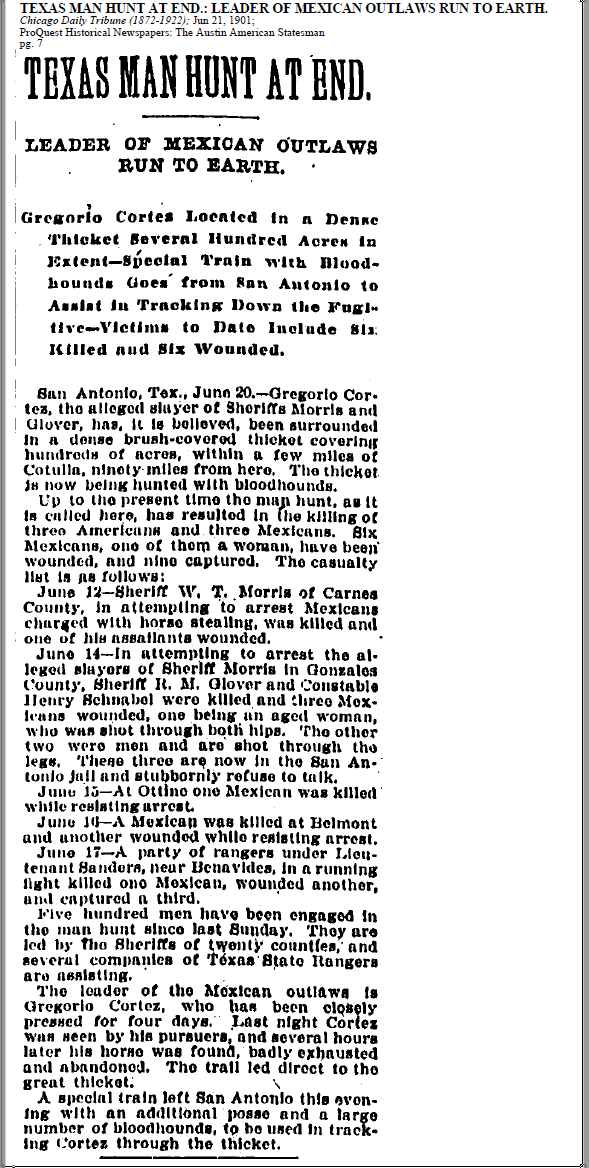 TEXAS MAN HUNT AT END.: LEADER OF MEXICAN OUTLAWS RUN TO EARTH.
Chicago Daily Tribune (1872-1922); Jun 21, 1901;
ProQuest Historical Newspapers: The Austin American Statesman
pg. 7
TEXAS MAN HUNT AT END.
LEADER OF MEXICAN OUTLAWS
RUN TO EARTH.
Gregorio Cortes Located in a Dense
Thicket Several Hundred Acres in
Extent—Special Train with Blood-
hounds Goes from San Antonio to
Assist in Tracking Down the Fugi-
tive—Victims to Date Include Six
Killed and Six Wounded.
San Antonio, Tex., June 20.—Gregorio Cor-
tez, the alleged slayer of Sheriffs Morris and
Glover, has, it is believed, been surrounded
in a dense brush-covered thicket covering
hundreds of acres, within a few miles of
Cotulla, ninety miles from here. The thicket
is now being hunted with bloodhounds.
Up to the present time the man hunt, as it
is called here, has resulted in the killing of
three Americans and three Mexicans. Six
Mexicans, one of them a woman, have been
wounded, and nine captured. The casualty
list is as follows:
June 12—Sheriff W. T. Morris of Carnes
County, in attempting to arrest Mexicans
charged with horse stealing, was killed and
one of his assailants wounded.
June 14—In attempting to arrest the al-
leged slayers of Sheriff Morris in Gonzales
County, Sheriff R. M. Glover and Constable
Henry Schnabel were killed and three Mex-
icans wounded, one being an aged woman,
who was shot through both hips. The other
two were men and are shot through the
legs. These three are now in the San An-
tonio jail and stubbornly refuse to talk.
June 15—At Ottine one Mexican was killed
while resisting arrest.
June 16—A Mexican was killed at Belmont
and another wounded while resisting arrest.
June 17—A party of rangers under Lieu-
tenant Sanders, near Benavides, in a running
fight killed one Mexican, wounded another,
and captured a third.
Five hundred men have been engaged in
the man hunt since last Sunday. They are
led by the Sheriffs of twenty counties, and
several companies of Texas State Rangers
are assisting.
The leader of the Mexican outlaws is
Gregorio Cortez, who has been closely
pressed for four days. Last night Cortez
was seen by his pursuers, and several hours
later his horse was found, badly exhausted
and abandoned. The trail led direct to the
great thicket.
A special train left San Antonio this even-
ing with an additional posse and a large
number of bloodhounds, to be used in track-
ing Cortez through the thicket.